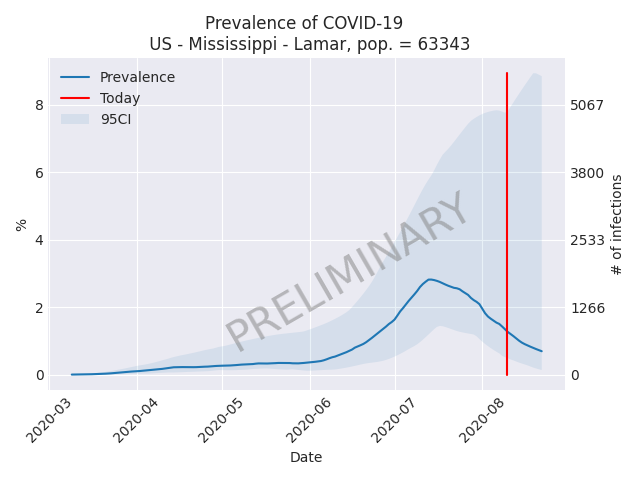 Prevalence of COVID-19
US - Mississippi - Lamar, pop. = 63343
Prevalence
Today
95CI
8
6
4
2
0
%
5067
3800
2533
1266
0
# of infections
PRELIMINARY
2020-03
2020-04
2020-05
2020-06
2020-07
2020-08
Date